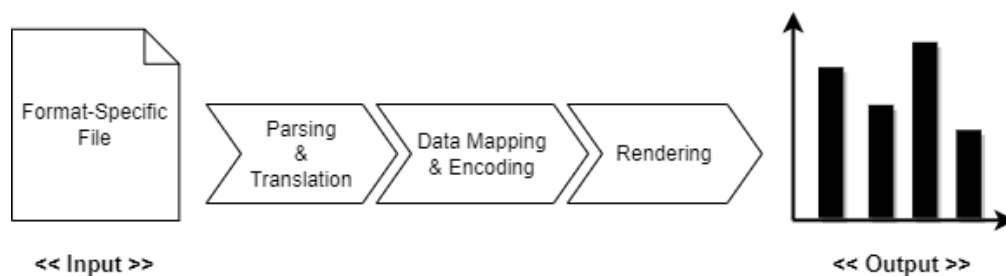 Format-Specific
File
Parsing
&
Translation
Data Mapping
& Encoding
Rendering
<< Input >>
<< Output >>